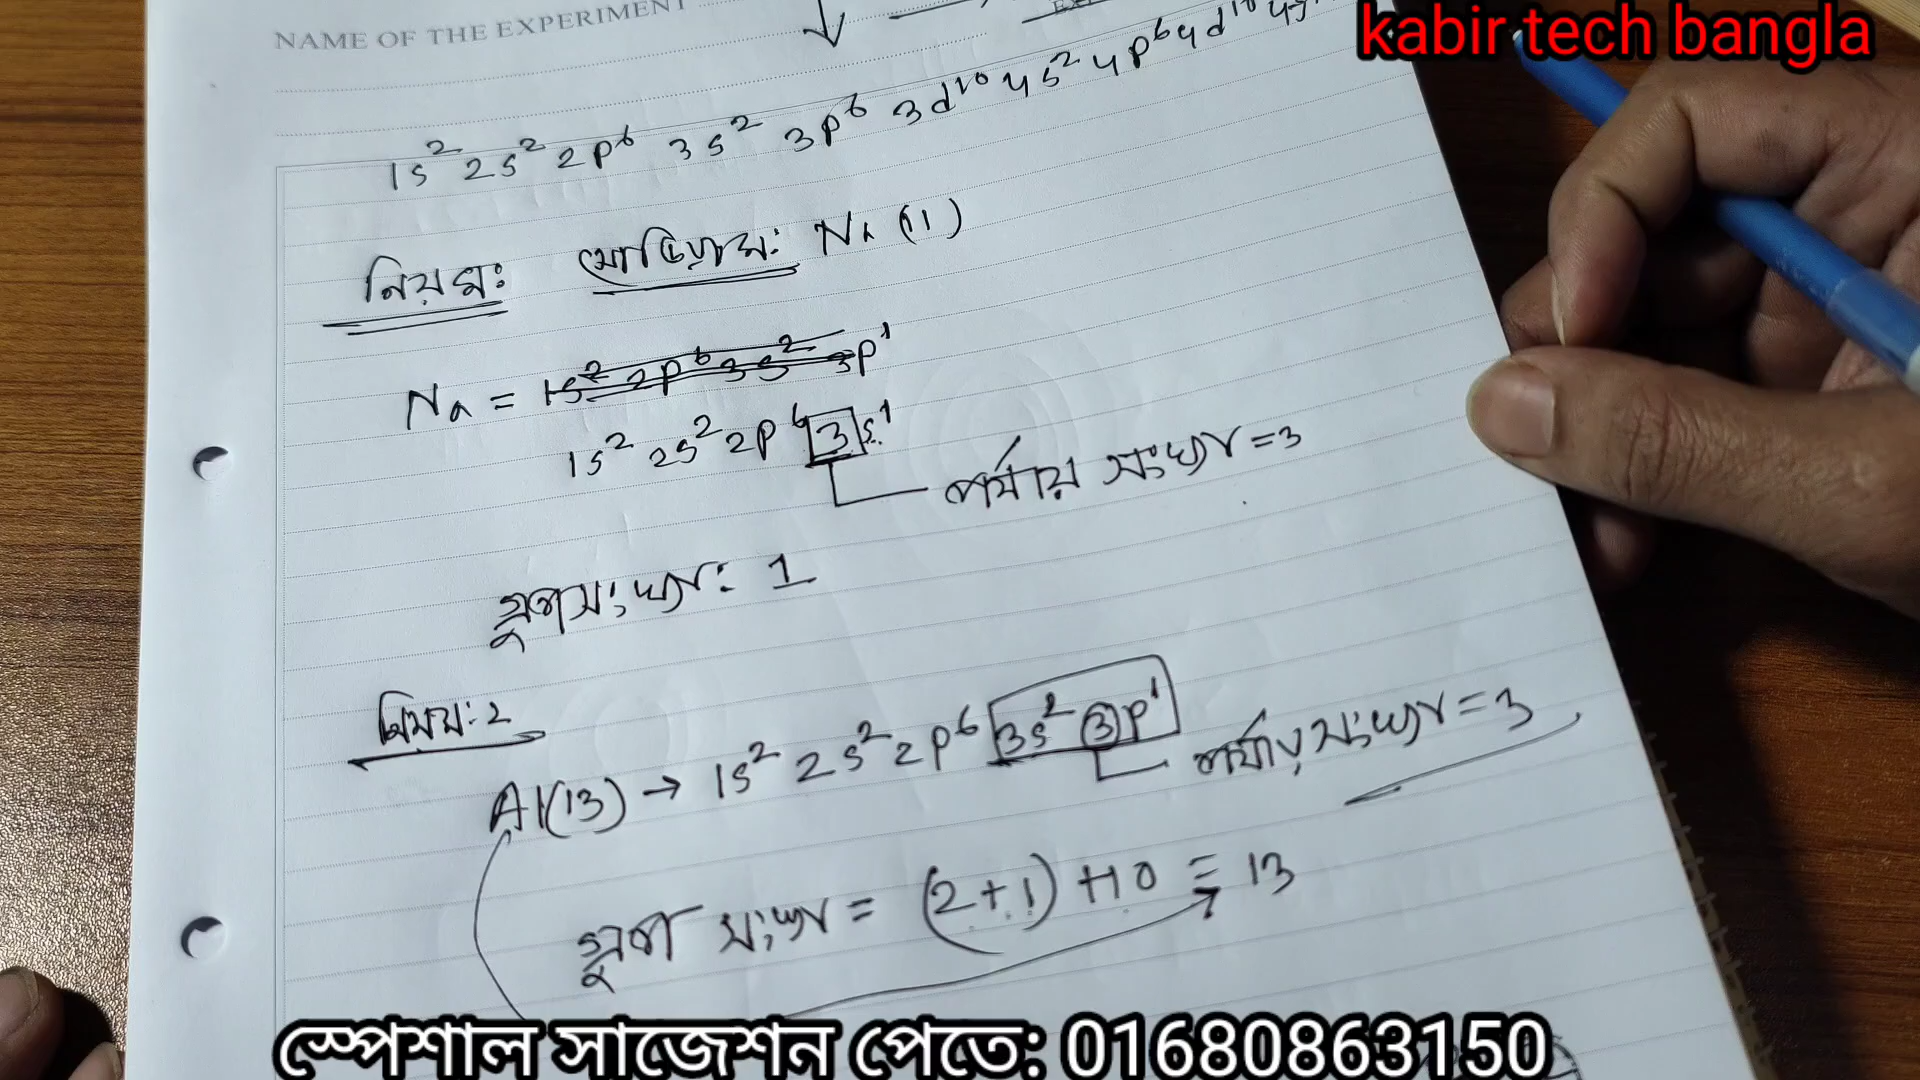 kabir tech bangla
NAME OF THE EXPERIMENT
1s² 2s² 2p⁶ 3s² 3p⁶ 3d¹⁰ 4s² 4p⁶ 4d¹⁰
নিয়মঃ সোডিয়ামঃ Na (11)
Na = 1s² 2p⁶ 3s² 3p¹
1s² 2s² 2p⁶ 3s¹
পর্যায় সংখ্যা = 3
গ্রুপ সংখ্যাঃ 1
নিয়মঃ 2
Al(13) → 1s² 2s² 2p⁶ 3s² 3p¹
পর্যায় সংখ্যা = 3
গ্রুপ সংখ্যা = (2+1) +10 = 13
স্পেশাল সাজেশন পেতে: 01680863150